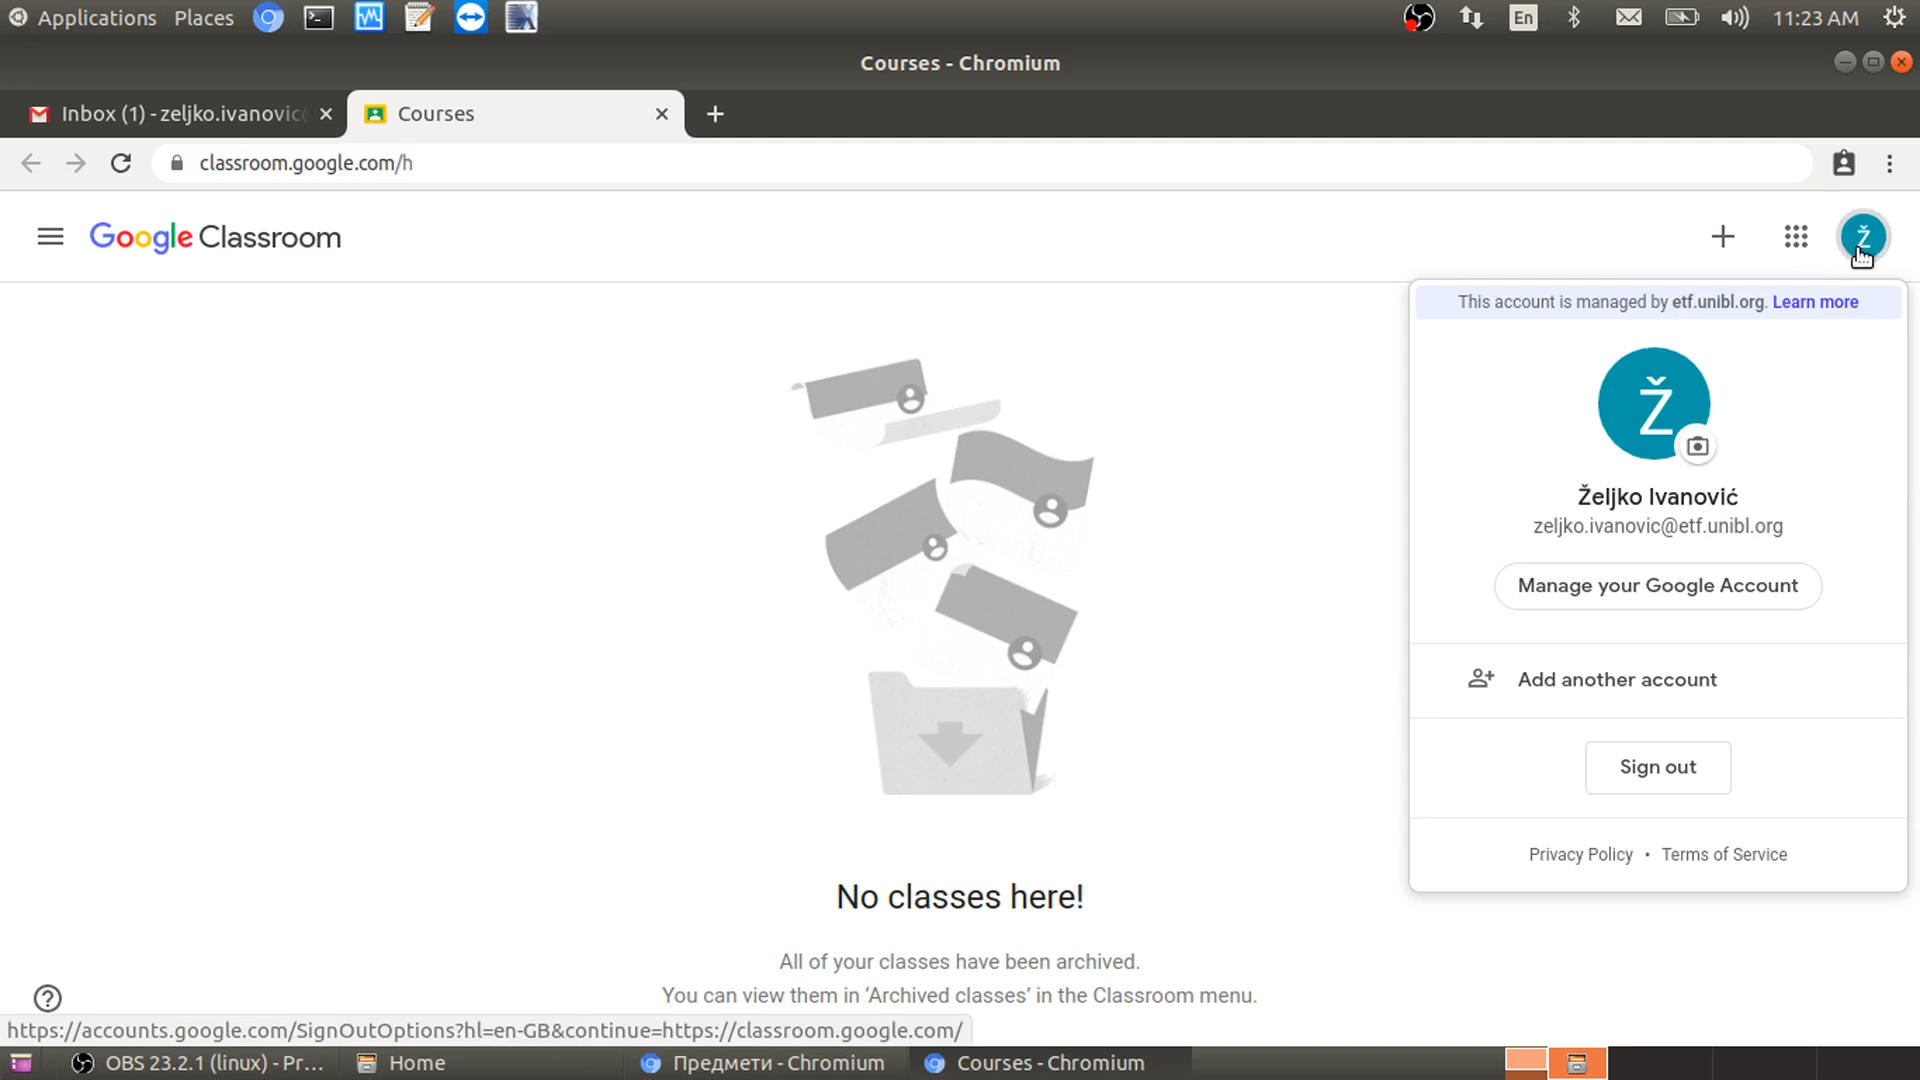 Applications Places En 11:23 AM
Courses - Chromium
Inbox (1) - zeljko.ivanovic Courses
classroom.google.com/h
Google Classroom Ž
This account is managed by etf.unibl.org. Learn more
Ž
Željko Ivanović
zeljko.ivanovic@etf.unibl.org
Manage your Google Account
Add another account
Sign out
Privacy Policy • Terms of Service
No classes here!
All of your classes have been archived.
You can view them in ‘Archived classes’ in the Classroom menu.
https://accounts.google.com/SignOutOptions?hl=en-GB&continue=https://classroom.google.com/
OBS 23.2.1 (linux) - Pr... Home Предмети - Chromium Courses - Chromium